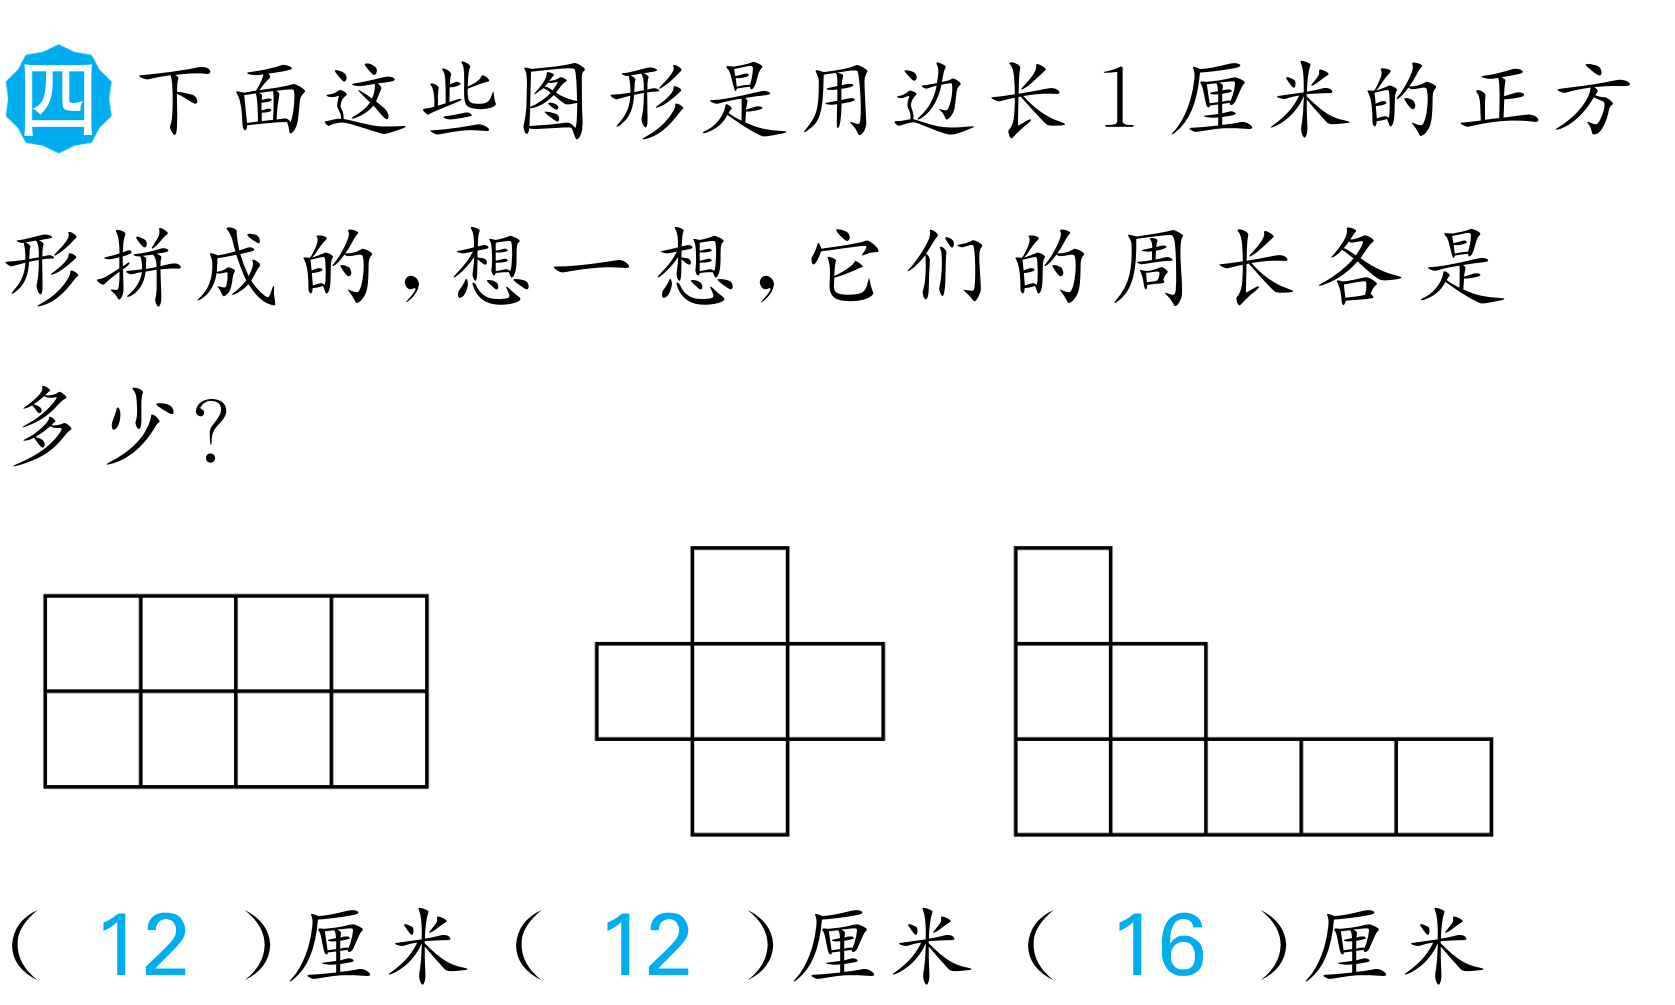 四 下面这些图形是用边长1厘米的正方
形拼成的,想一想,它们的周长各是
多少?
( 12 )厘米( 12 )厘米( 16 )厘米